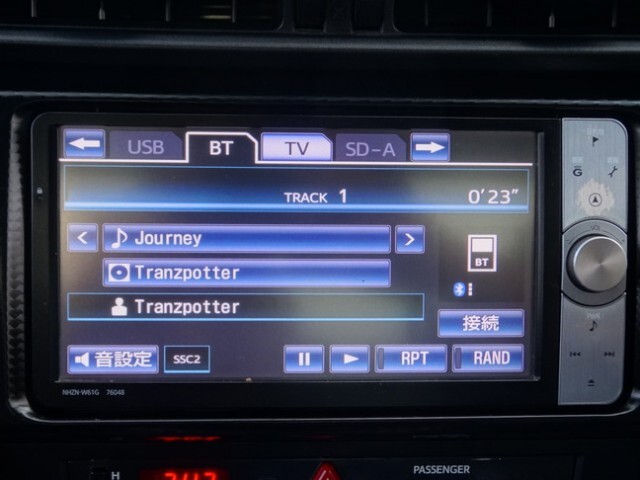 USB BT TV SD-A
TRACK 1 0'23"
Journey
Tranzpotter
BT
Tranzpotter
接続
音設定 SSC2 RPT RAND
NHZN-W61G 76048
H
PASSENGER
G